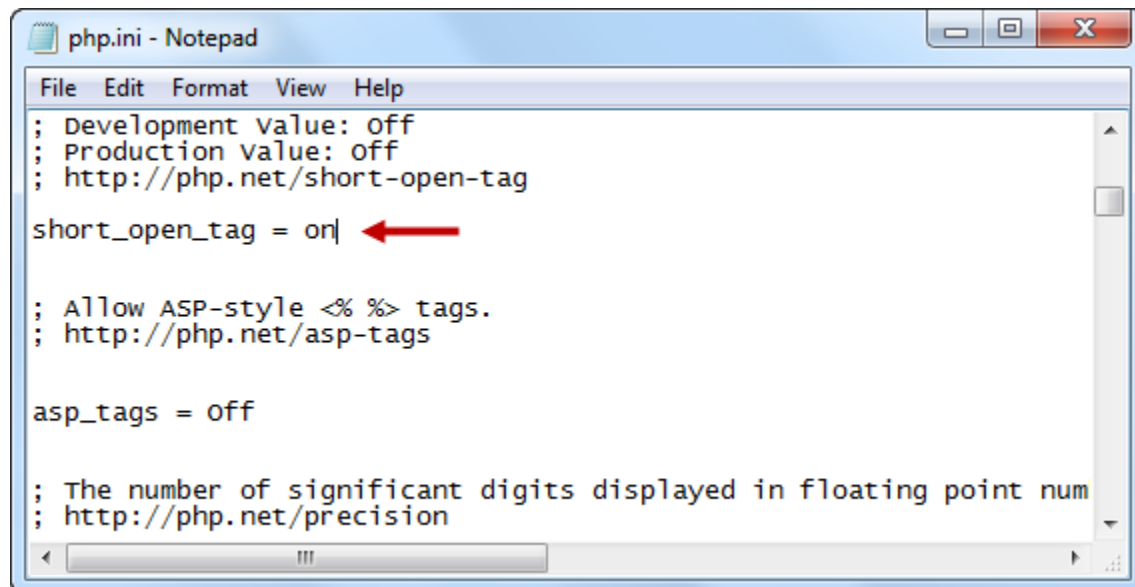 php.ini - Notepad
File Edit Format View Help
; Development Value: Off
; Production Value: Off
; http://php.net/short-open-tag
short_open_tag = on
; Allow ASP-style <% %> tags.
; http://php.net/asp-tags
asp_tags = Off
; The number of significant digits displayed in floating point num
; http://php.net/precision